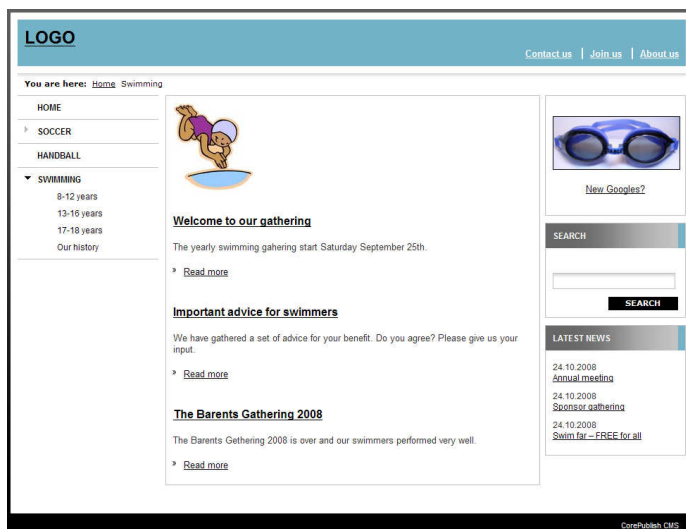 LOGO
Contact us | Join us | About us
You are here: Home Swimming
HOME
SOCCER
HANDBALL
SWIMMING
8-12 years
13-16 years
17-18 years
Our history
Welcome to our gathering
The yearly swimming gahering start Saturday September 25th.
Read more
Important advice for swimmers
We have gathered a set of advice for your benefit. Do you agree? Please give us your
input.
Read more
The Barents Gathering 2008
The Barents Gethering 2008 is over and our swimmers performed very well.
Read more
New Googles?
SEARCH
SEARCH
LATEST NEWS
24.10.2008
Annual meeting
24.10.2008
Sponsor gathering
24.10.2008
Swim far – FREE for all
CorePublish CMS